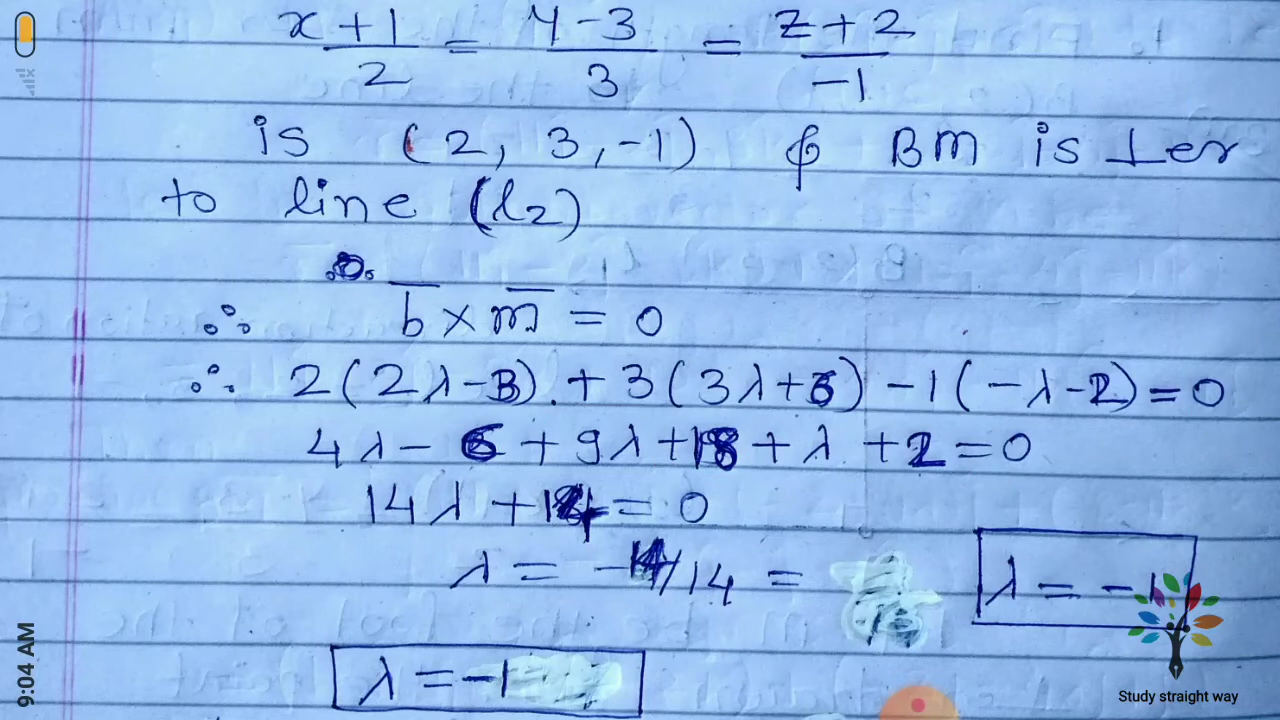 x+1/2 = y-3/3 = z+2/-1
is (2, 3, -1) & BM is ⊥er
to line (l2)
∴ b̅ × m̅ = 0
∴ 2(2λ-3) + 3(3λ+6) -1(-λ-2) = 0
4λ - 6 + 9λ + 18 + λ + 2 = 0
14λ + 14 = 0
λ = -14/14 =
λ = -1
λ = -1
Study straight way
9:04 AM